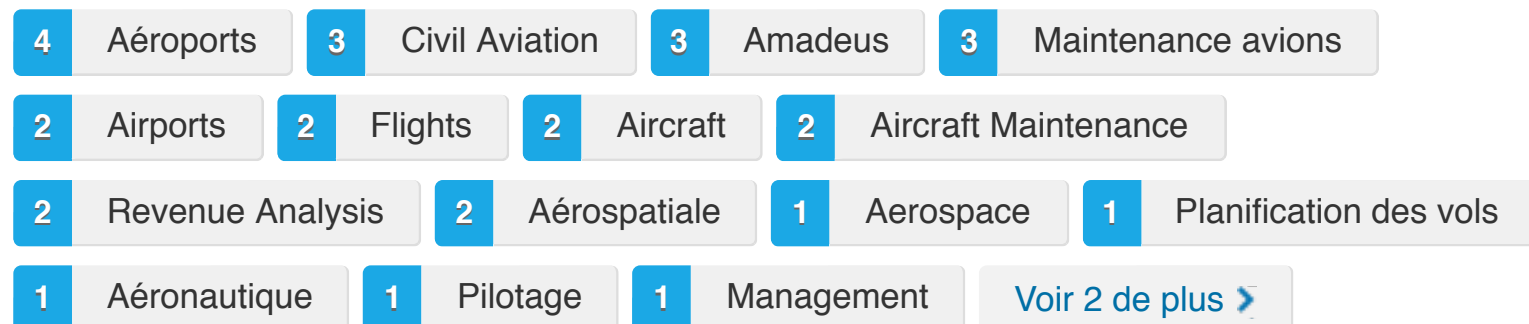 4 Aéroports 3 Civil Aviation 3 Amadeus 3 Maintenance avions
2 Airports 2 Flights 2 Aircraft 2 Aircraft Maintenance
2 Revenue Analysis 2 Aérospatiale 1 Aerospace 1 Planification des vols
1 Aéronautique 1 Pilotage 1 Management Voir 2 de plus